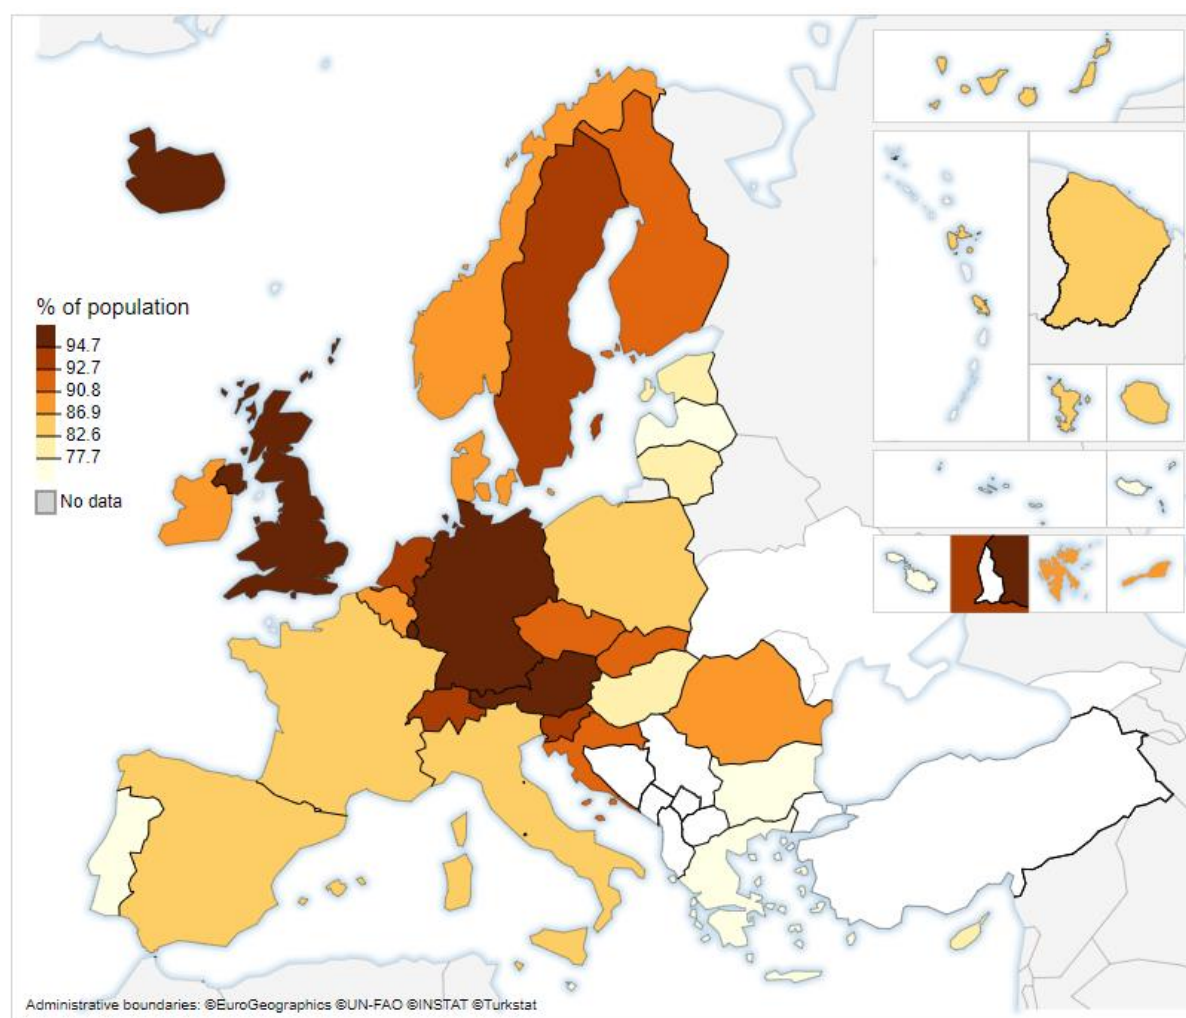 % of population
94.7
92.7
90.8
86.9
82.6
77.7
No data
Administrative boundaries: ©EuroGeographics ©UN-FAO ©INSTAT ©Turkstat